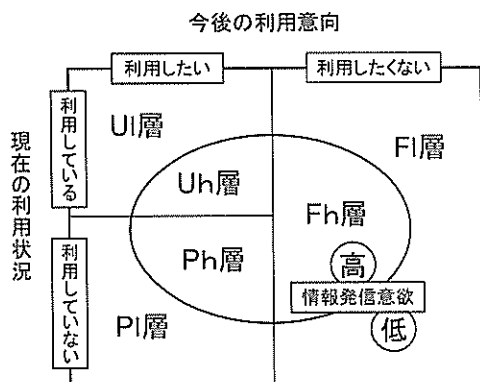 今後の利用意向
利用したい
利用したくない
現在の利用状況
利用している
利用していない
Ul層
Fl層
Uh層
Fh層
Ph層
Pl層
高
情報発信意欲
低